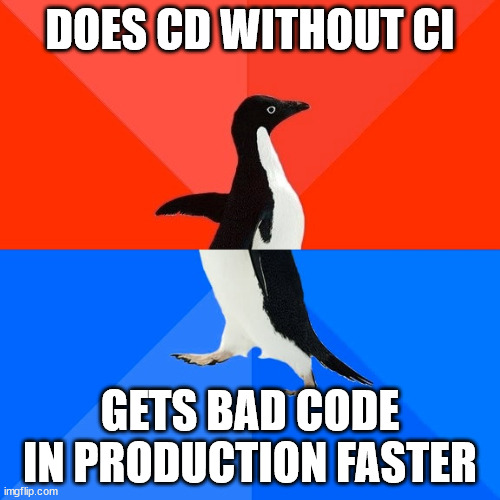 DOES CD WITHOUT CI
GETS BAD CODE
IN PRODUCTION FASTER
imgflip.com